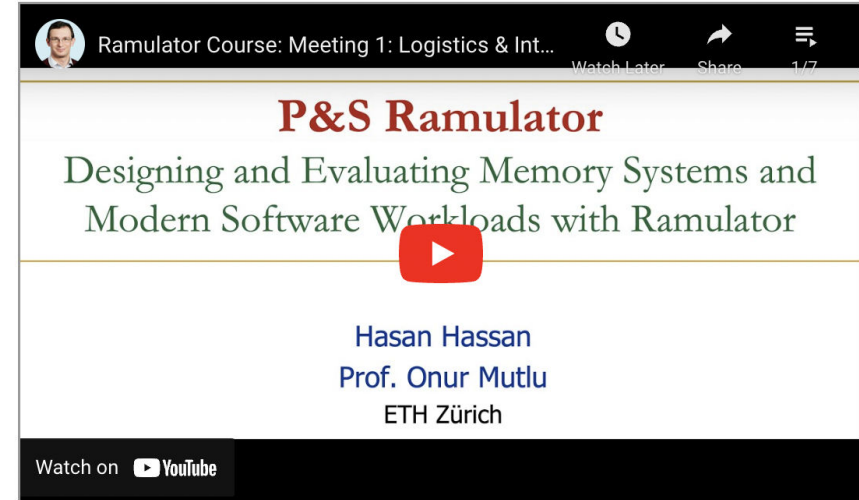 Ramulator Course: Meeting 1: Logistics & Int...
Watch Later
Share
1/7
P&S Ramulator
Designing and Evaluating Memory Systems and
Modern Software Workloads with Ramulator
Hasan Hassan
Prof. Onur Mutlu
ETH Zürich
Watch on YouTube